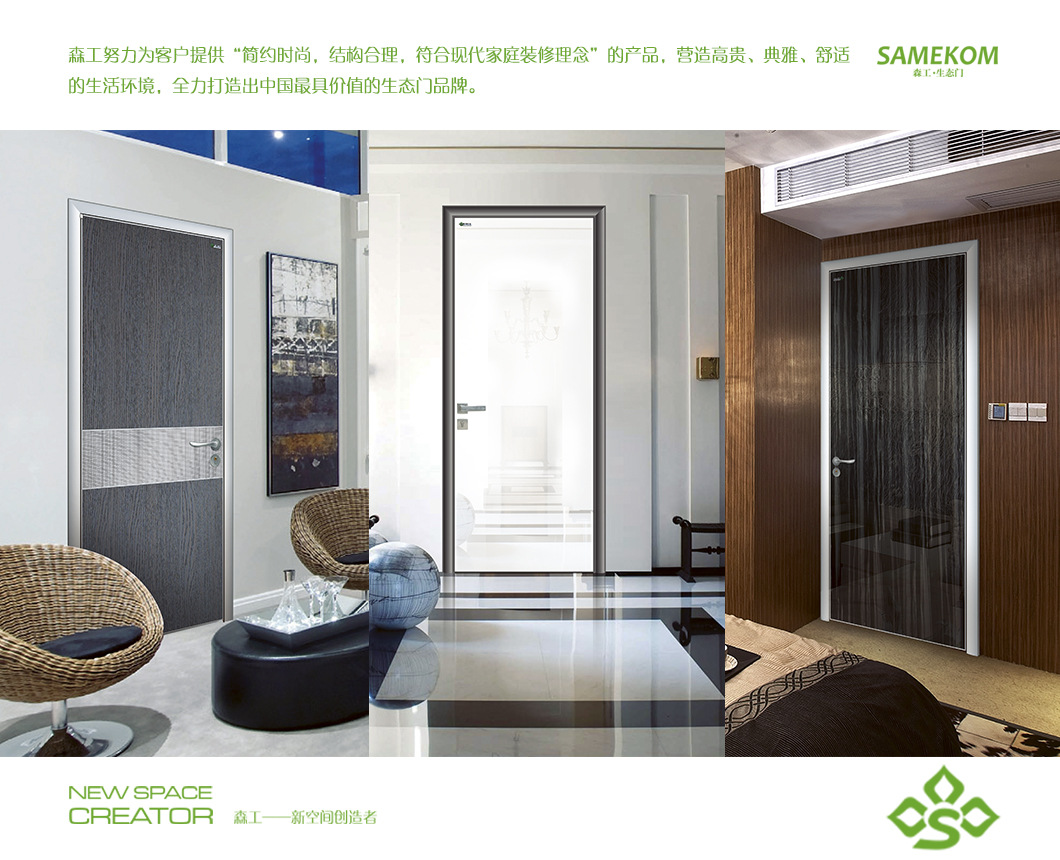 森工努力为客户提供“简约时尚，结构合理，符合现代家庭装修理念”的产品，营造高贵、典雅、舒适
的生活环境，全力打造出中国最具价值的生态门品牌。
SAMEKOM
森工·生态门
NEW SPACE
CREATOR
森工——新空间创造者